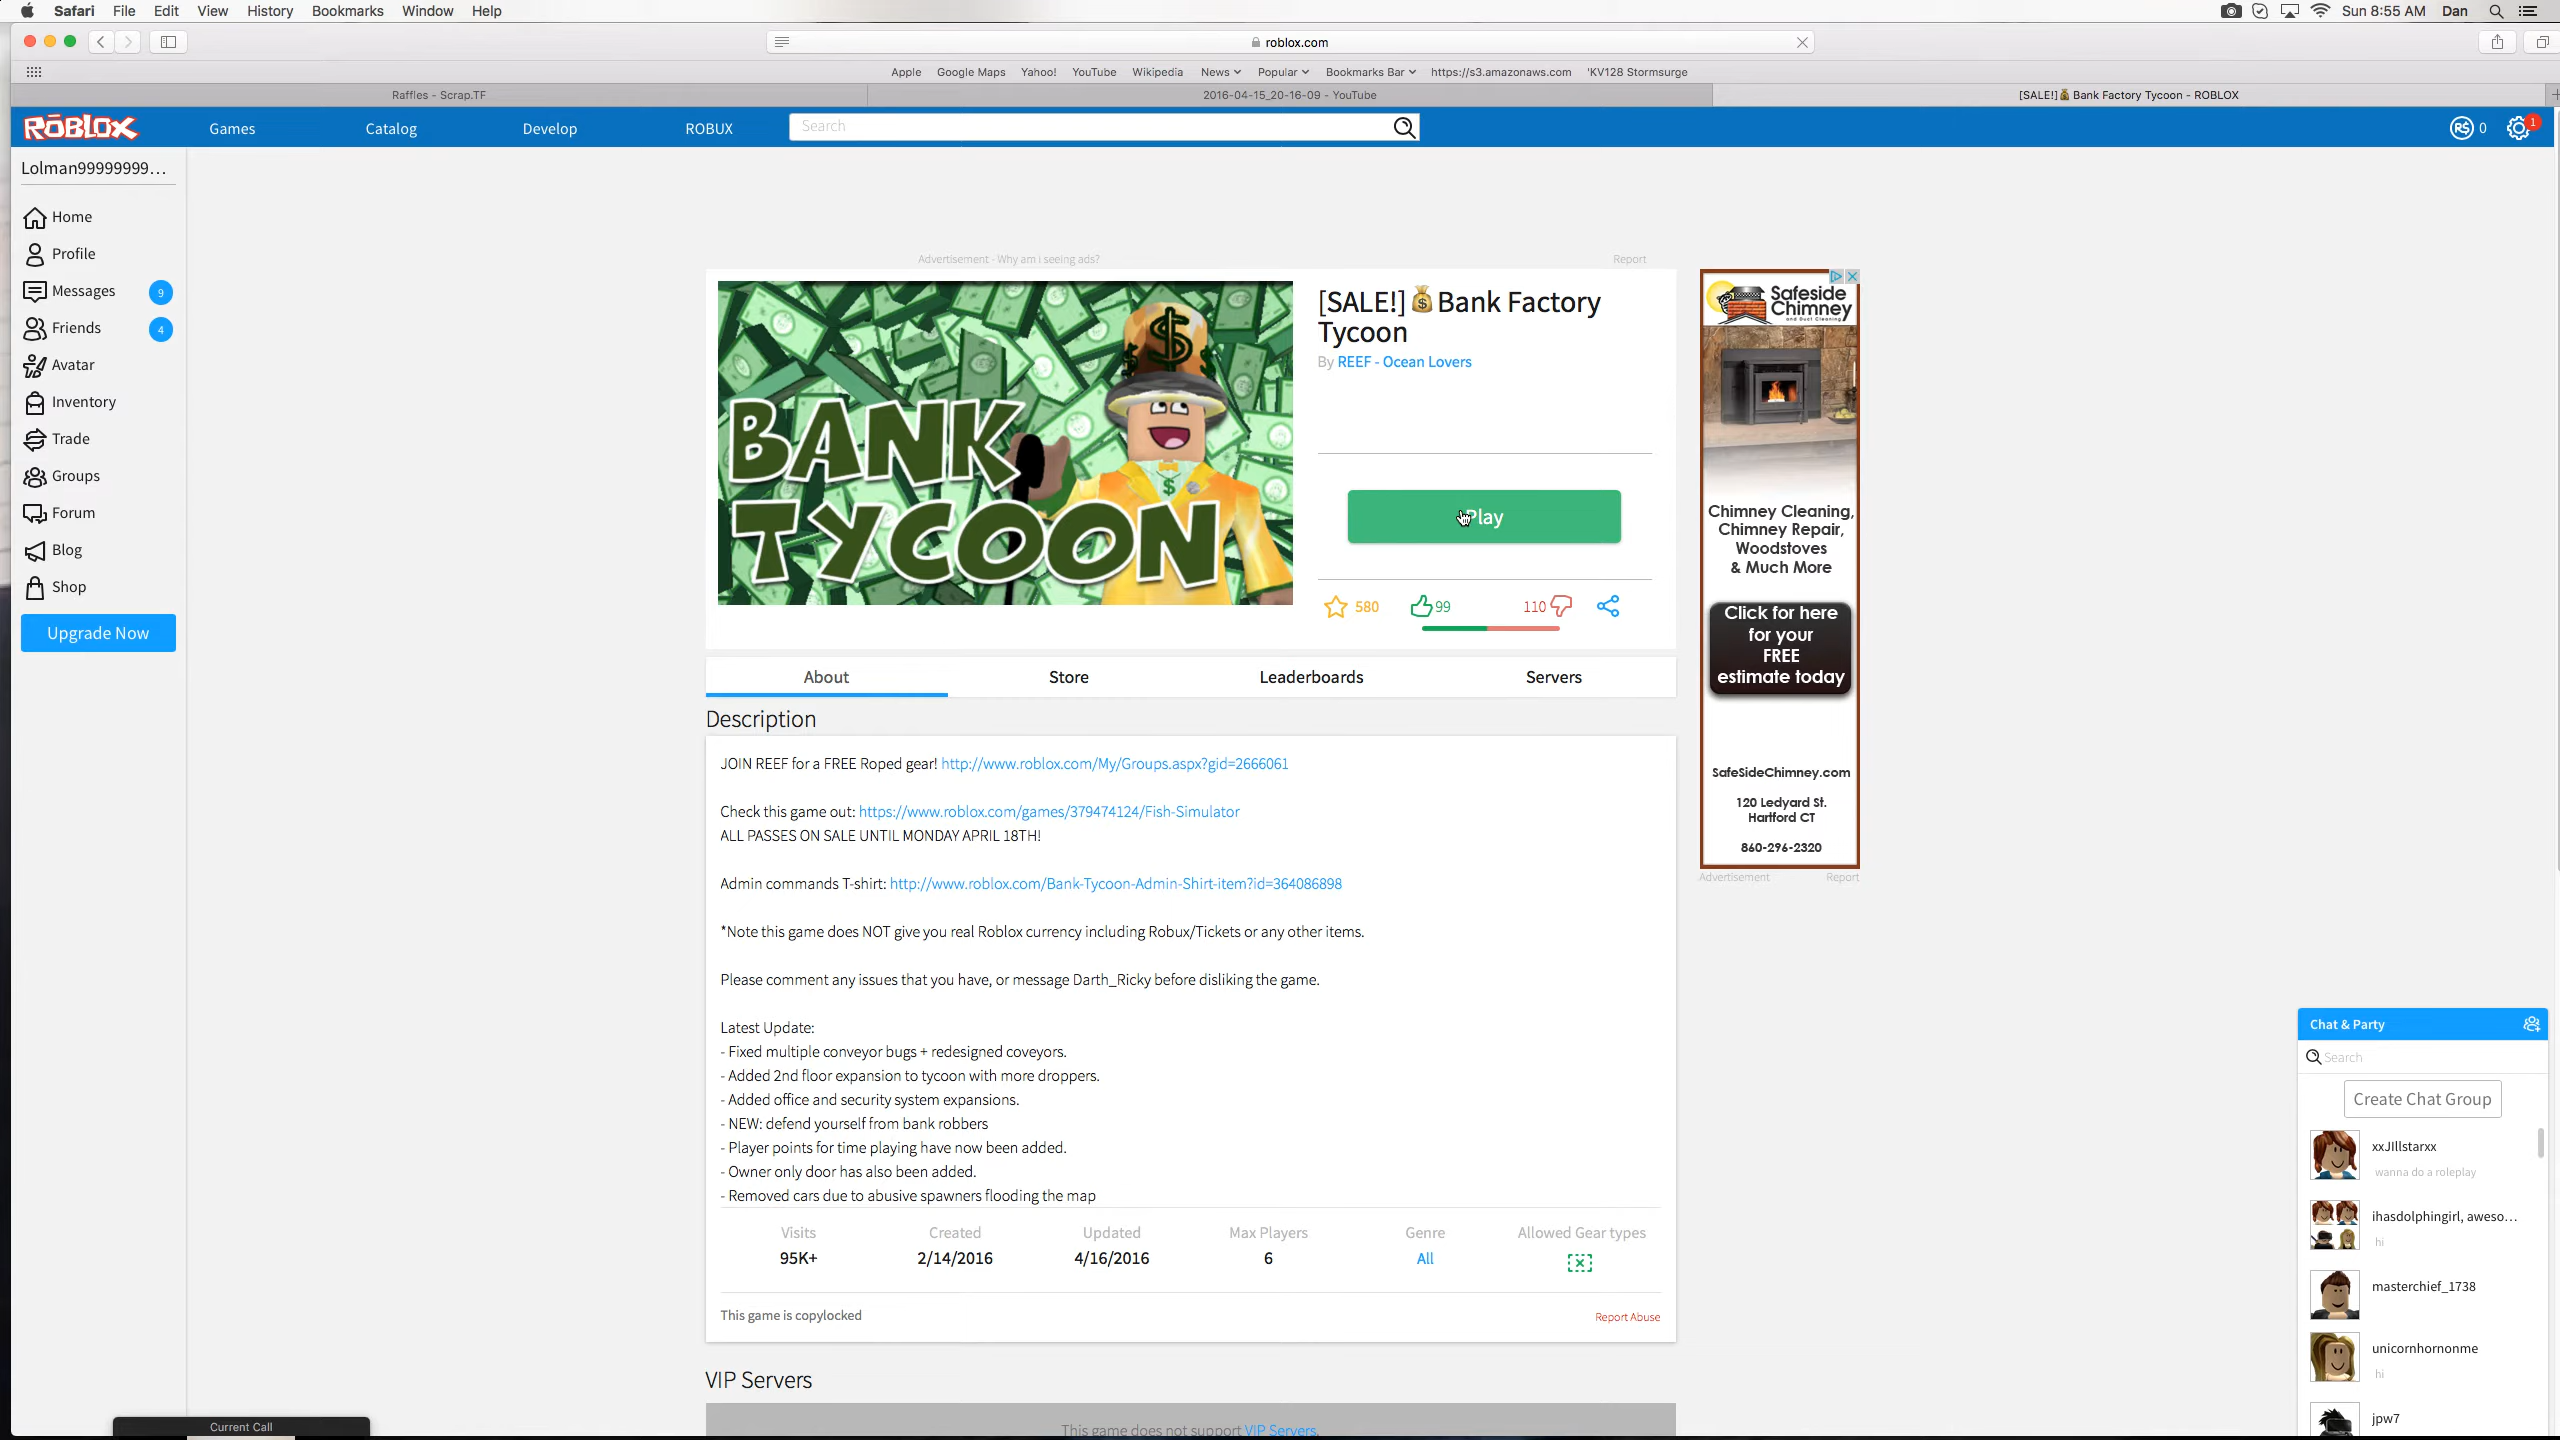 Safari File Edit View History Bookmarks Window Help
Sun 8:55 AM Dan
roblox.com
Apple Google Maps Yahoo! YouTube Wikipedia News Popular Bookmarks Bar https://s3.amazonaws.com 'KV128 Stormsurge
Raffles - Scrap.TF
2016-04-15_20-16-09 - YouTube
[SALE!]💰Bank Factory Tycoon - ROBLOX
ROBLOX
Games
Catalog
Develop
ROBUX
Search
R$ 0
1
Lolman99999999...
Home
Profile
Messages 9
Friends 4
Avatar
Inventory
Trade
Groups
Forum
Blog
Shop
Upgrade Now
Advertisement - Why am i seeing ads?
Report
BANK
TYCOON
[SALE!]💰Bank Factory
Tycoon
By REEF - Ocean Lovers
Play
580
99
110
About
Store
Leaderboards
Servers
Description
JOIN REEF for a FREE Roped gear! http://www.roblox.com/My/Groups.aspx?gid=2666061
Check this game out: https://www.roblox.com/games/379474124/Fish-Simulator
ALL PASSES ON SALE UNTIL MONDAY APRIL 18TH!
Admin commands T-shirt: http://www.roblox.com/Bank-Tycoon-Admin-Shirt-item?id=364086898
*Note this game does NOT give you real Roblox currency including Robux/Tickets or any other items.
Please comment any issues that you have, or message Darth_Ricky before disliking the game.
Latest Update:
- Fixed multiple conveyor bugs + redesigned coveyors.
- Added 2nd floor expansion to tycoon with more droppers.
- Added office and security system expansions.
- NEW: defend yourself from bank robbers
- Player points for time playing have now been added.
- Owner only door has also been added.
- Removed cars due to abusive spawners flooding the map
Visits Created Updated Max Players Genre Allowed Gear types
95K+ 2/14/2016 4/16/2016 6 All
This game is copylocked
Report Abuse
VIP Servers
This game does not support VIP Servers.
Safeside
Chimney
and Duct Cleaning
Chimney Cleaning,
Chimney Repair,
Woodstoves
& Much More
Click for here
for your
FREE
estimate today
SafeSideChimney.com
120 Ledyard St.
Hartford CT
860-296-2320
Advertisement
Report
Chat & Party
Search
Create Chat Group
xxJIllstarxx
wanna do a roleplay
ihasdolphingirl, aweso...
hi
masterchief_1738
unicornhornonme
hi
jpw7
Current Call